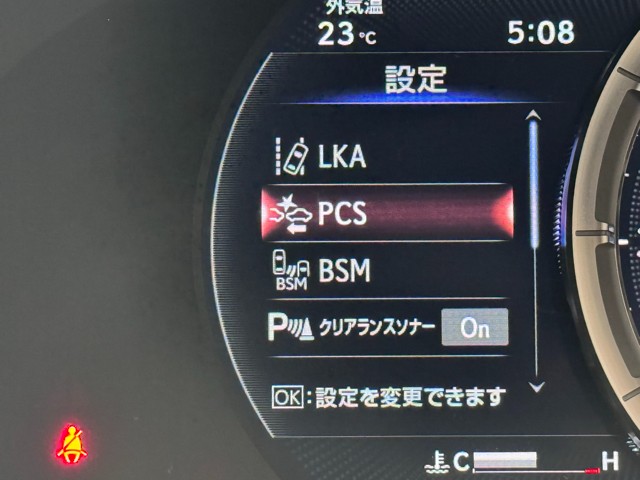 外気温
23℃
5:08
設定
LKA
PCS
BSM
BSM
P クリアランスソナー On
OK:設定を変更できます
C H